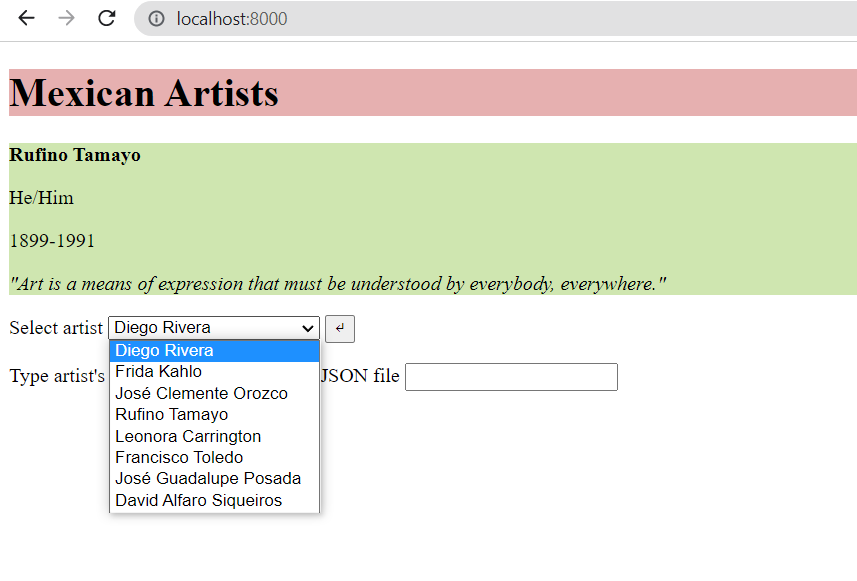 localhost:8000
Mexican Artists
Rufino Tamayo
He/Him
1899-1991
"Art is a means of expression that must be understood by everybody, everywhere."
Select artist Diego Rivera ↵
Diego Rivera
Frida Kahlo
José Clemente Orozco
Rufino Tamayo
Leonora Carrington
Francisco Toledo
José Guadalupe Posada
David Alfaro Siqueiros
Type artist's JSON file